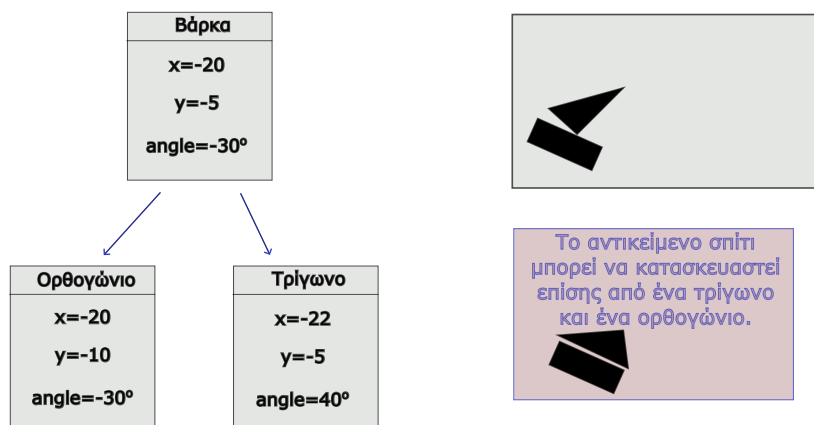 Βάρκα
x=-20
y=-5
angle=-30º
Ορθογώνιο
x=-20
y=-10
angle=-30º
Τρίγωνο
x=-22
y=-5
angle=40º
Το αντικείμενο σπίτι
μπορεί να κατασκευαστεί
επίσης από ένα τρίγωνο
και ένα ορθογώνιο.